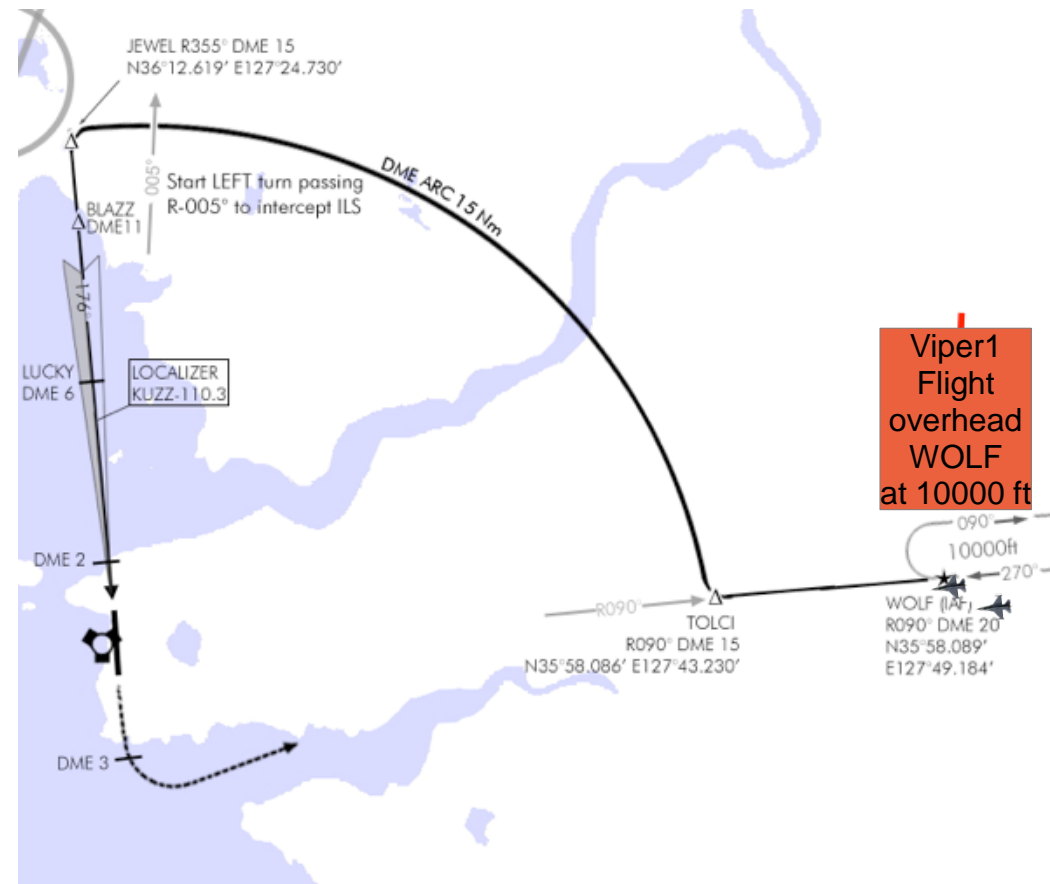 JEWEL R355° DME 15
N36°12.619′ E127°24.730′
005°
Start LEFT turn passing
R-005° to intercept ILS
DME ARC 15 Nm
BLAZZ
DME11
176°
LUCKY
DME 6
LOCALIZER
KUZZ-110.3
Viper1
Flight
overhead
WOLF
at 10000 ft
090°
10000ft
270°
DME 2
WOLF (IAF)
R090° DME 20
N35°58.089′
E127°49.184′
R090°
TOLCI
R090° DME 15
N35°58.086′ E127°43.230′
DME 3